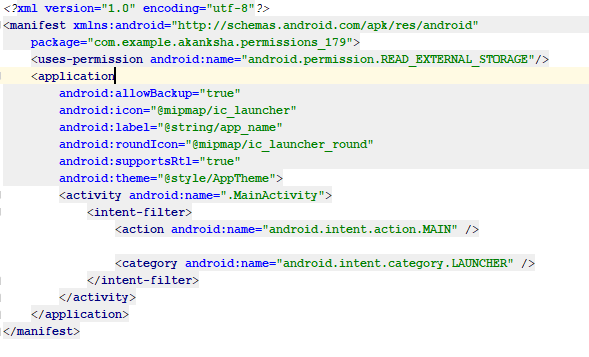 <?xml version="1.0" encoding="utf-8"?>
<manifest xmlns:android="http://schemas.android.com/apk/res/android"
    package="com.example.akanksha.permissions_179">
    <uses-permission android:name="android.permission.READ_EXTERNAL_STORAGE"/>
    <application
        android:allowBackup="true"
        android:icon="@mipmap/ic_launcher"
        android:label="@string/app_name"
        android:roundIcon="@mipmap/ic_launcher_round"
        android:supportsRtl="true"
        android:theme="@style/AppTheme">
        <activity android:name=".MainActivity">
            <intent-filter>
                <action android:name="android.intent.action.MAIN" />

                <category android:name="android.intent.category.LAUNCHER" />
            </intent-filter>
        </activity>
    </application>
</manifest>